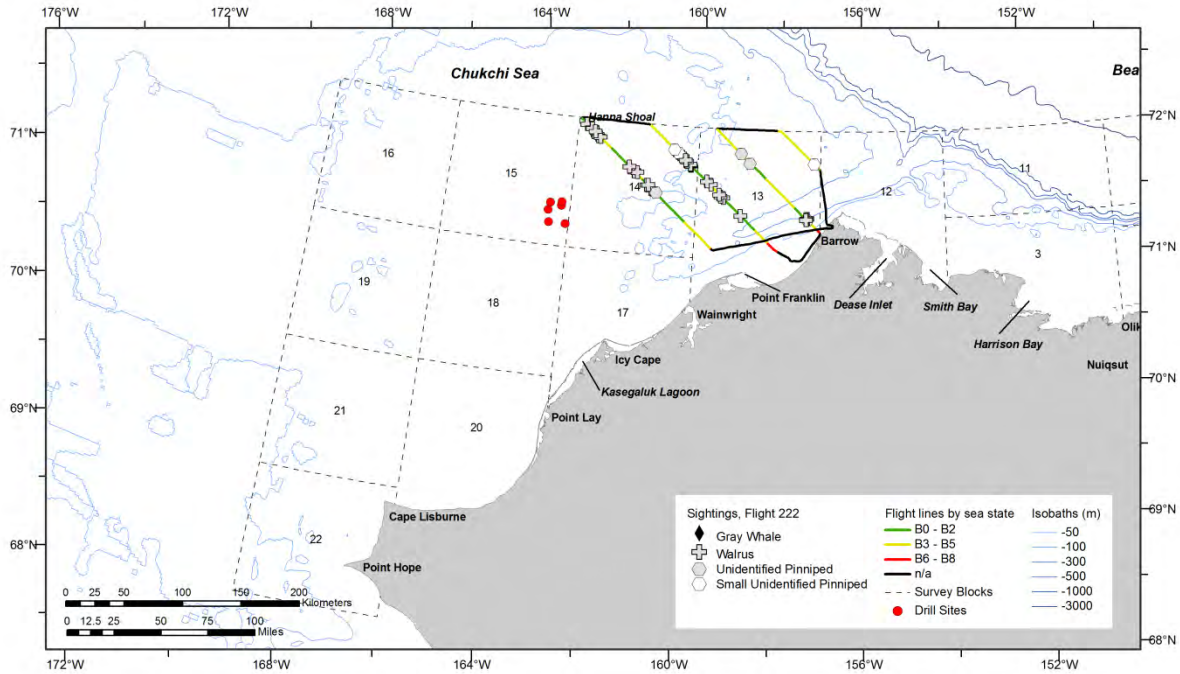 176°W 172°W 168°W 164°W 160°W 156°W 152°W
Chukchi Sea
Bea
72°N
71°N
Hanna Shoal
16
15
14
13
12
11
71°N
Barrow
3
70°N
19
18
17
Point Franklin
Dease Inlet
Smith Bay
Harrison Bay
Wainwright
Olik
Nuiqsut
Icy Cape
Kasegaluk Lagoon
70°N
69°N
21
20
Point Lay
Cape Lisburne
69°N
68°N
22
Point Hope
68°N
0 25 50 100 150 200
Kilometers
0 12.5 25 50 75 100
Miles
Sightings, Flight 222
Gray Whale
Walrus
Unidentified Pinniped
Small Unidentified Pinniped
Flight lines by sea state
B0 - B2
B3 - B5
B6 - B8
n/a
Survey Blocks
Drill Sites
Isobaths (m)
-50
-100
-300
-500
-1000
-3000
172°W 168°W 164°W 160°W 156°W 152°W